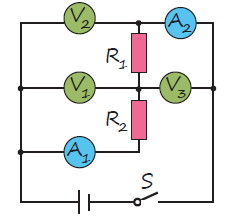 V₂ A₂
R₁
V₁ V₃
R₂
A₁
S